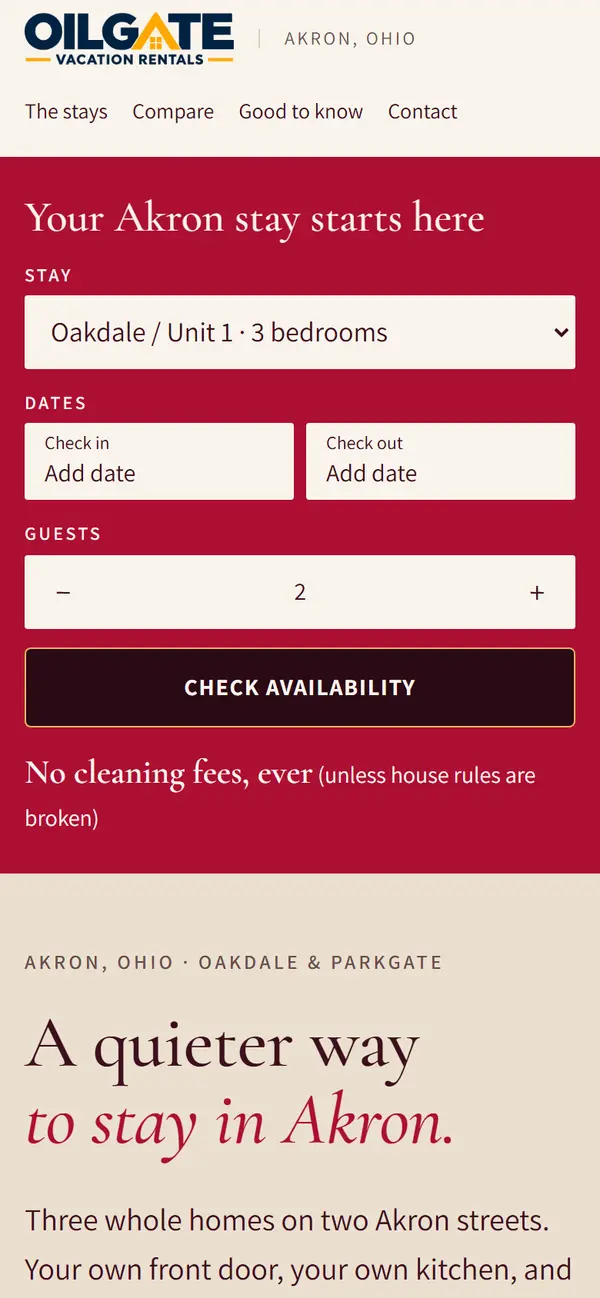 OILGATE
VACATION RENTALS
AKRON, OHIO
The stays Compare Good to know Contact
Your Akron stay starts here
STAY
Oakdale / Unit 1 · 3 bedrooms
DATES
Check in
Add date
Check out
Add date
GUESTS
− 2 +
CHECK AVAILABILITY
No cleaning fees, ever (unless house rules are
broken)
AKRON, OHIO · OAKDALE & PARKGATE
A quieter way
to stay in Akron.
Three whole homes on two Akron streets.
Your own front door, your own kitchen, and